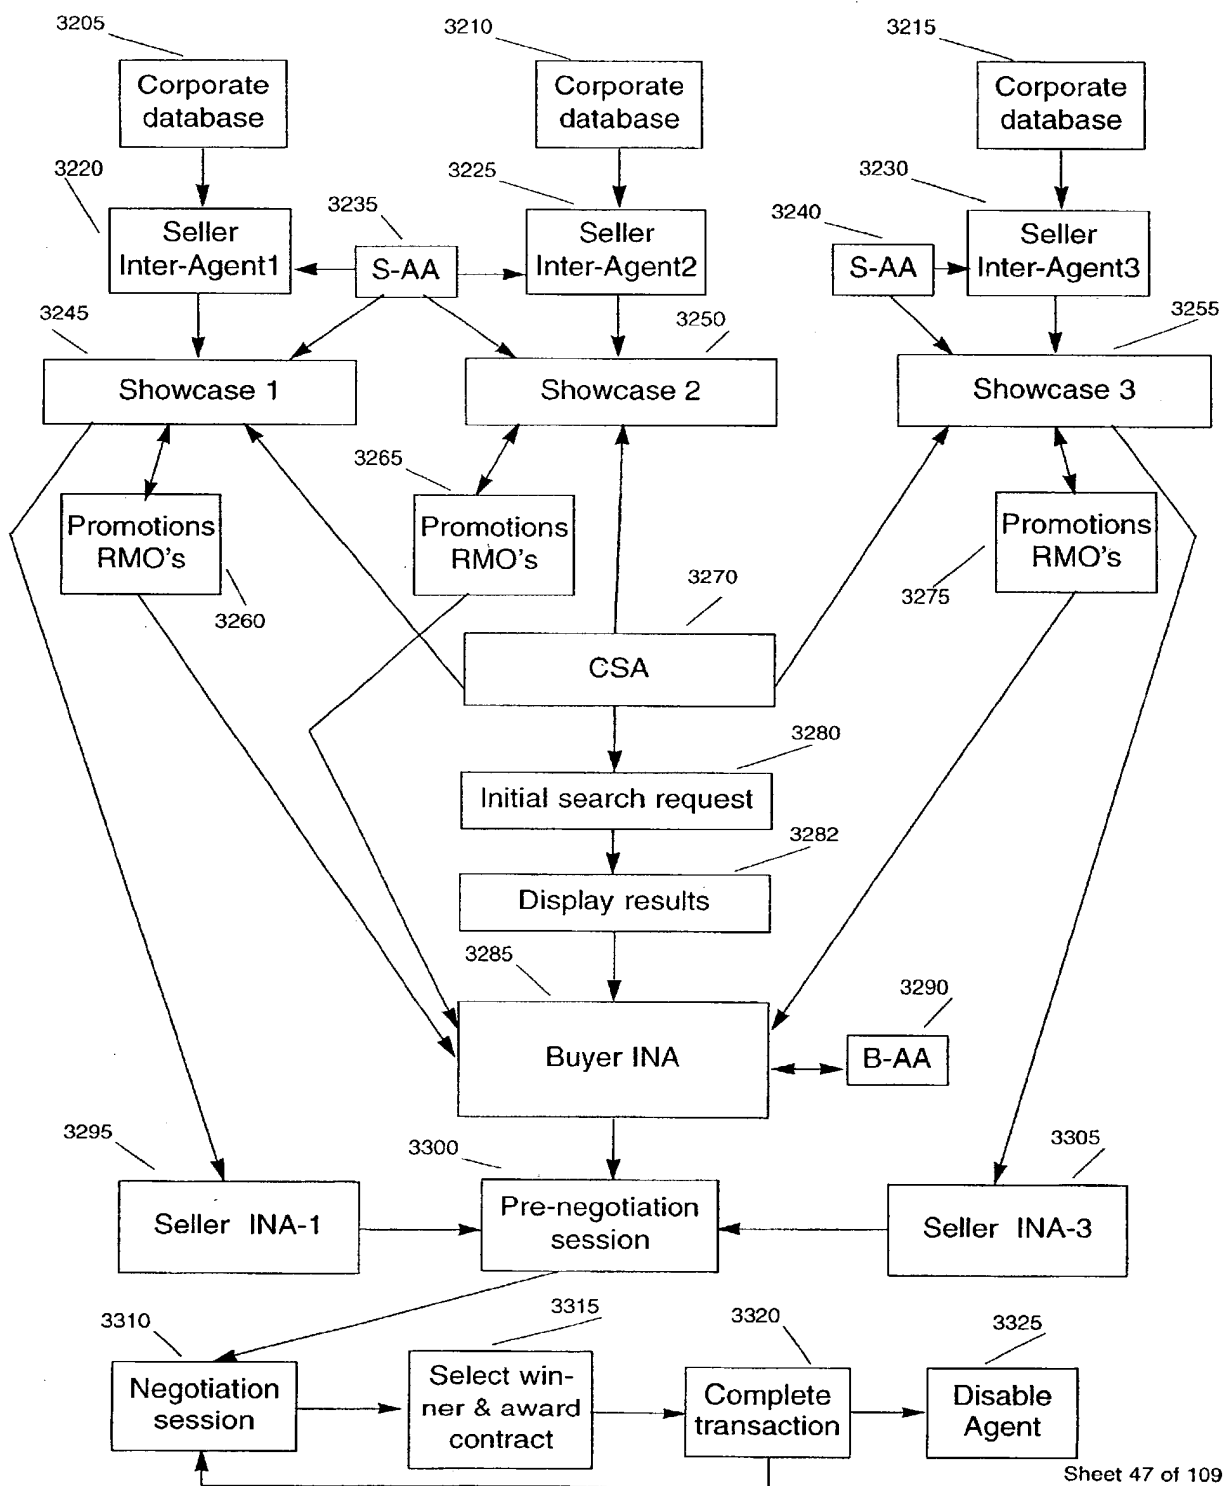 3205
3210
3215
Corporate
database
Corporate
database
Corporate
database
3220
3225
3230
3235
3240
Seller
Inter-Agent1
S-AA
Seller
Inter-Agent2
S-AA
Seller
Inter-Agent3
3245
3250
3255
Showcase 1
Showcase 2
Showcase 3
3265
Promotions
RMO's
Promotions
RMO's
Promotions
RMO's
3260
3270
3275
CSA
3280
Initial search request
3282
Display results
3285
3290
Buyer INA
B-AA
3295
3300
3305
Seller INA-1
Pre-negotiation
session
Seller INA-3
3310
3315
3320
3325
Negotiation
session
Select win-
ner & award
contract
Complete
transaction
Disable
Agent
Sheet 47 of 109